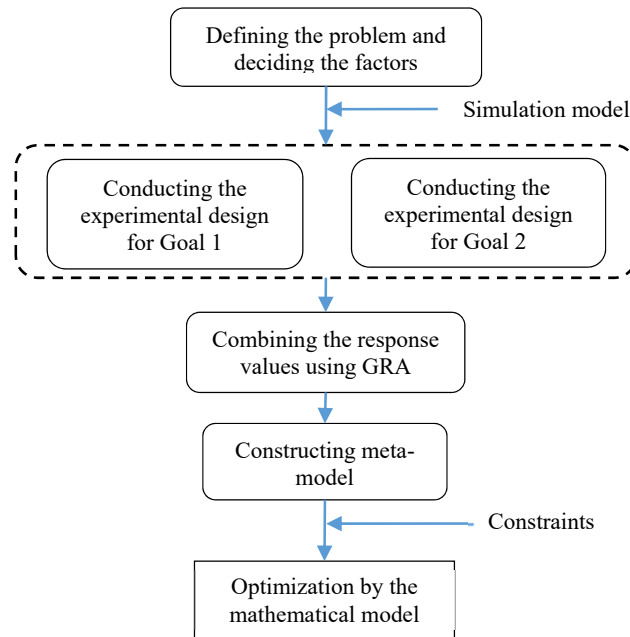 Defining the problem and
deciding the factors
Simulation model
Conducting the
experimental design
for Goal 1
Conducting the
experimental design
for Goal 2
Combining the response
values using GRA
Constructing meta-
model
Constraints
Optimization by the
mathematical model